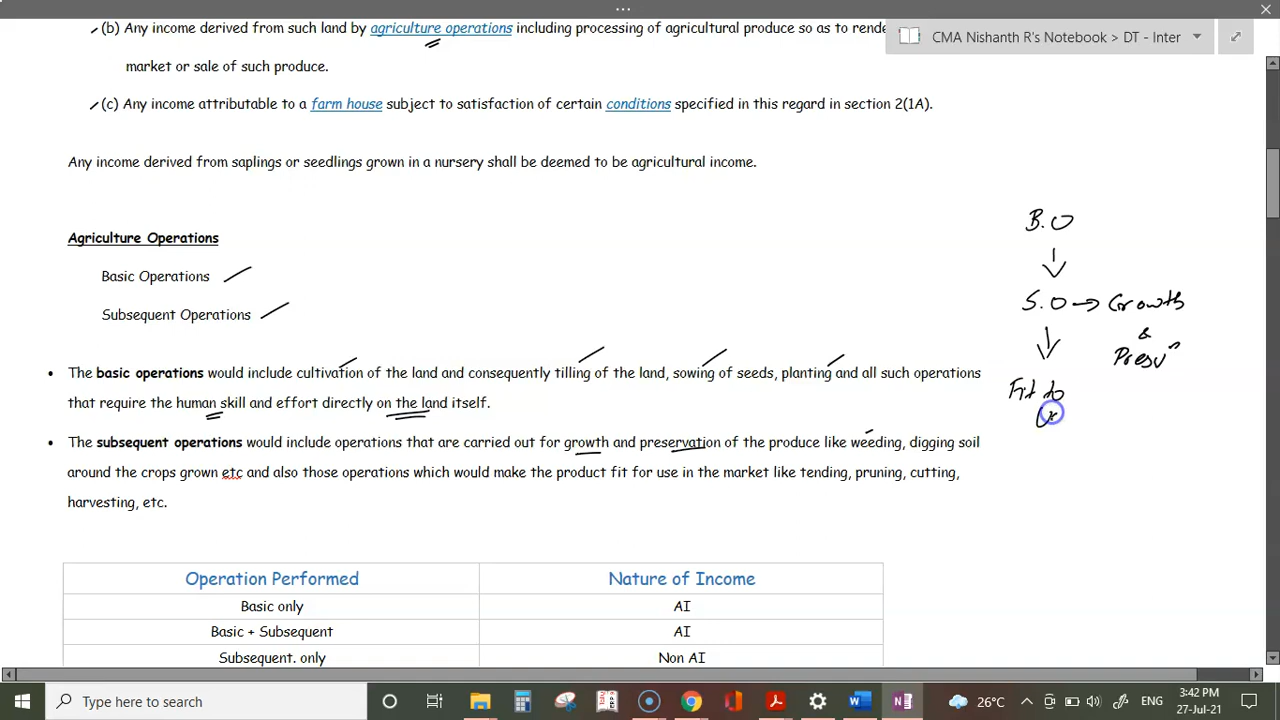 CMA Nishanth R's Notebook > DT - Inter
(b) Any income derived from such land by agriculture operations including processing of agricultural produce so as to rende
market or sale of such produce.
(c) Any income attributable to a farm house subject to satisfaction of certain conditions specified in this regard in section 2(1A).
Any income derived from saplings or seedlings grown in a nursery shall be deemed to be agricultural income.
Agriculture Operations
Basic Operations
Subsequent Operations
B.O
S.O → Growth
&
Presvn
Fit to
The basic operations would include cultivation of the land and consequently tilling of the land, sowing of seeds, planting and all such operations
that require the human skill and effort directly on the land itself.
The subsequent operations would include operations that are carried out for growth and preservation of the produce like weeding, digging soil
around the crops grown etc and also those operations which would make the product fit for use in the market like tending, pruning, cutting,
harvesting, etc.
Operation Performed Nature of Income
Basic only AI
Basic + Subsequent AI
Subsequent. only Non AI
Type here to search
26°C
ENG
3:42 PM
27-Jul-21